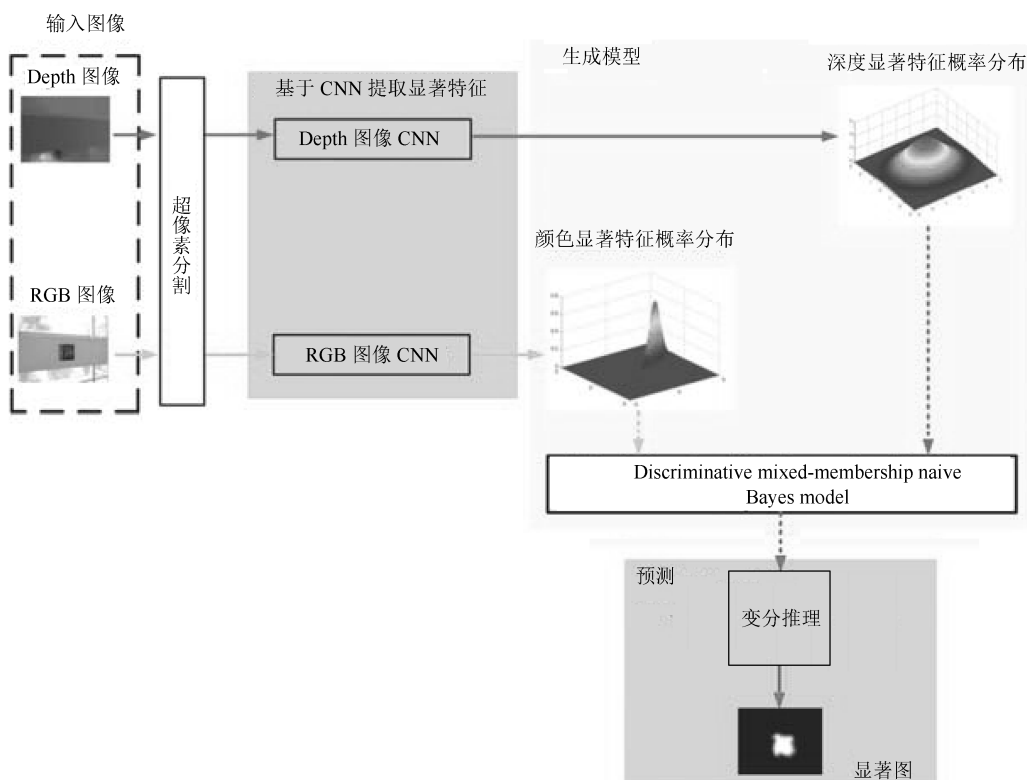 输入图像
Depth 图像
RGB 图像
超像素分割
基于 CNN 提取显著特征
Depth 图像 CNN
RGB 图像 CNN
生成模型
深度显著特征概率分布
颜色显著特征概率分布
Discriminative mixed-membership naive
Bayes model
预测
变分推理
显著图